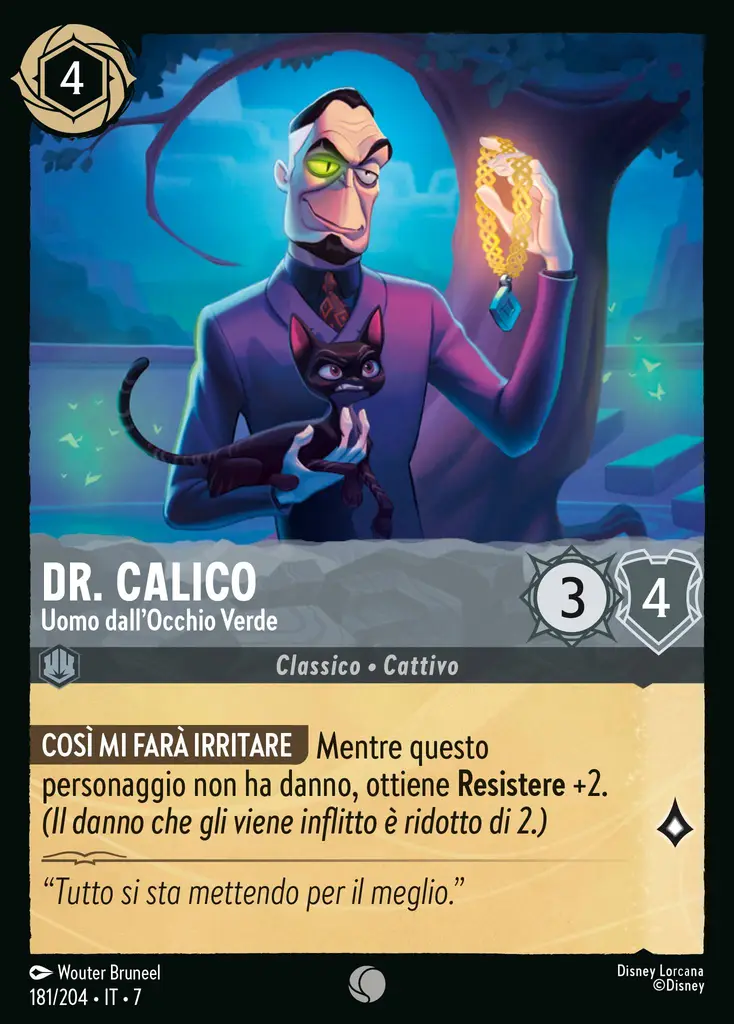 4
DR. CALICO
Uomo dall'Occhio Verde
3
4
Classico • Cattivo
COSÌ MI FARÀ IRRITARE Mentre questo
personaggio non ha danno, ottiene Resistere +2.
(Il danno che gli viene inflitto è ridotto di 2.)
“Tutto si sta mettendo per il meglio.”
Wouter Bruneel
181/204 • IT • 7
Disney Lorcana
©Disney